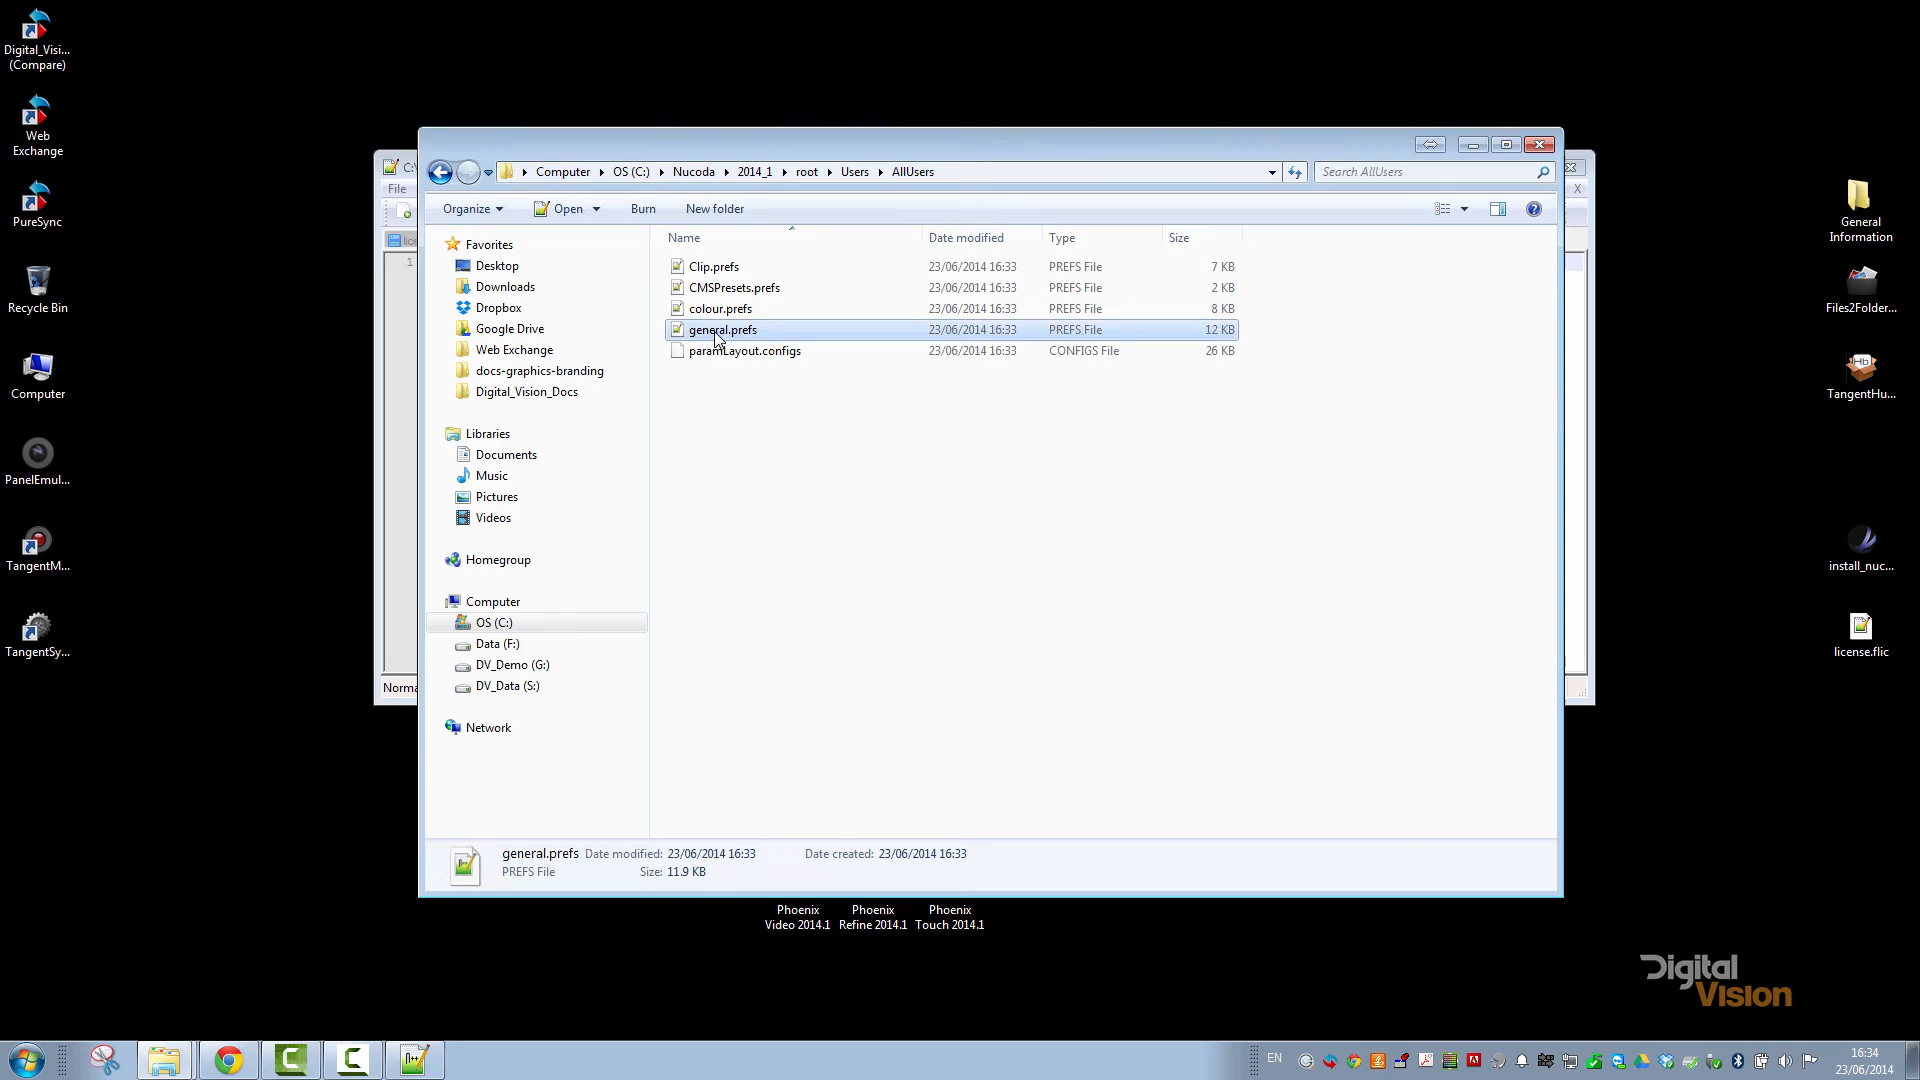 Digital_Visi...
(Compare)
Web
Exchange
PureSync
Recycle Bin
Computer
PanelEmul...
TangentM...
TangentSy...
File
Norma
Computer
OS (C:)
Nucoda
2014_1
root
Users
AllUsers
Search AllUsers
Organize
Open
Burn
New folder
Favorites
Desktop
Downloads
Dropbox
Google Drive
Web Exchange
docs-graphics-branding
Digital_Vision_Docs
Libraries
Documents
Music
Pictures
Videos
Homegroup
Computer
OS (C:)
Data (F:)
DV_Demo (G:)
DV_Data (S:)
Network
Name Date modified Type Size
Clip.prefs 23/06/2014 16:33 PREFS File 7 KB
CMSPresets.prefs 23/06/2014 16:33 PREFS File 2 KB
colour.prefs 23/06/2014 16:33 PREFS File 8 KB
general.prefs 23/06/2014 16:33 PREFS File 12 KB
paramLayout.configs 23/06/2014 16:33 CONFIGS File 26 KB
general.prefs Date modified: 23/06/2014 16:33 Date created: 23/06/2014 16:33
PREFS File Size: 11.9 KB
Phoenix
Video 2014.1
Phoenix
Refine 2014.1
Phoenix
Touch 2014.1
General
Information
Files2Folder...
TangentHu...
install_nuc...
license.flic
Digital
Vision
EN
16:34
23/06/2014